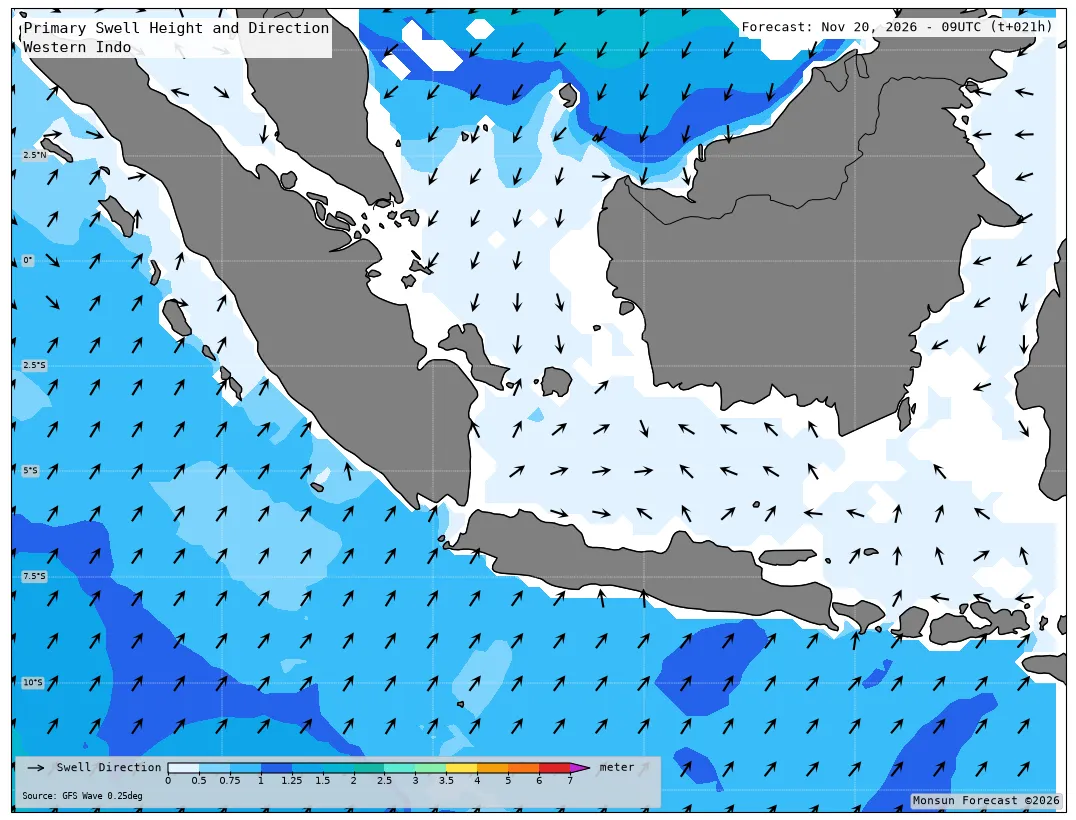 Primary Swell Height and Direction
Western Indo
Forecast: Nov 20, 2026 - 09UTC (t+021h)
2.5°N
0°
2.5°S
5°S
7.5°S
10°S
Swell Direction
0 0.5 0.75 1 1.25 1.5 2 2.5 3 3.5 4 5 6 7
meter
Source: GFS Wave 0.25deg
Monsun Forecast ©2026